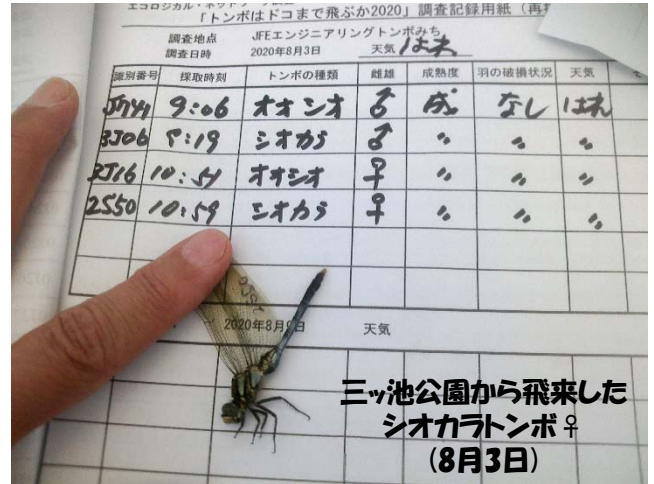 「トンボはドコまで飛ぶか2020」調査記録用紙（再
調査地点 JFEエンジニアリングトンボみち
調査日時 2020年8月3日 天気 はれ
識別番号 採取時刻 トンボの種類 雌雄 成熟度 羽の破損状況 天気
9:06 オオシオ ♂ 成 なし はれ
3J06 9:19 シオカラ ♂ 〃 〃 〃
3J16 10:51 オオシオ ♀ 〃 〃 〃
2S50 10:59 シオカラ ♀ 〃 〃 〃
2020年8月9日 天気
三ッ池公園から飛来した
シオカラトンボ♀
(8月3日)